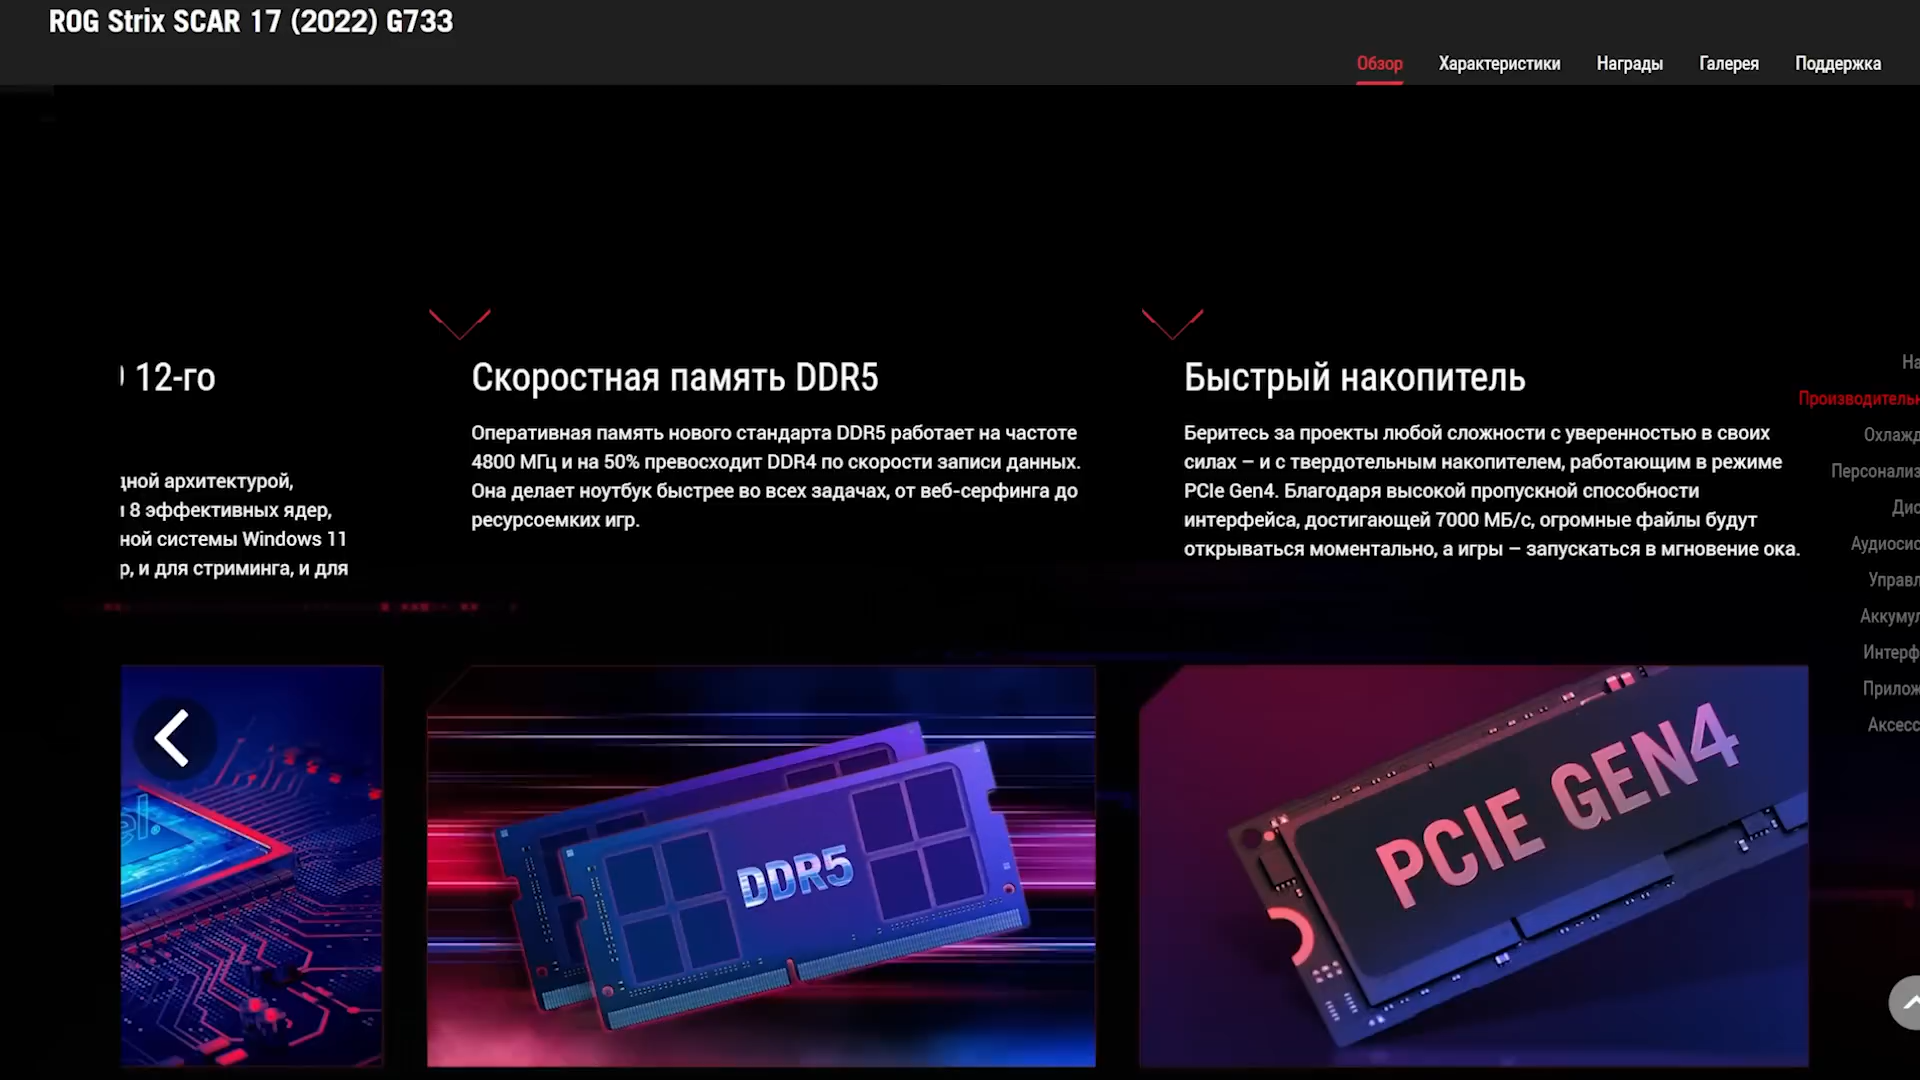 ROG Strix SCAR 17 (2022) G733
Обзор Характеристики Награды Галерея Поддержка
12-го
архитектурой,
8 эффективных ядер,
системы Windows 11
и для стриминга, и для
Скоростная память DDR5
Оперативная память нового стандарта DDR5 работает на частоте
4800 МГц и на 50% превосходит DDR4 по скорости записи данных.
Она делает ноутбук быстрее во всех задачах, от веб-серфинга до
ресурсоемких игр.
Быстрый накопитель
Беритесь за проекты любой сложности с уверенностью в своих
силах – и с твердотельным накопителем, работающим в режиме
PCIe Gen4. Благодаря высокой пропускной способности
интерфейса, достигающей 7000 МБ/с, огромные файлы будут
открываться моментально, а игры – запускаться в мгновение ока.
DDR5
PCIE GEN4